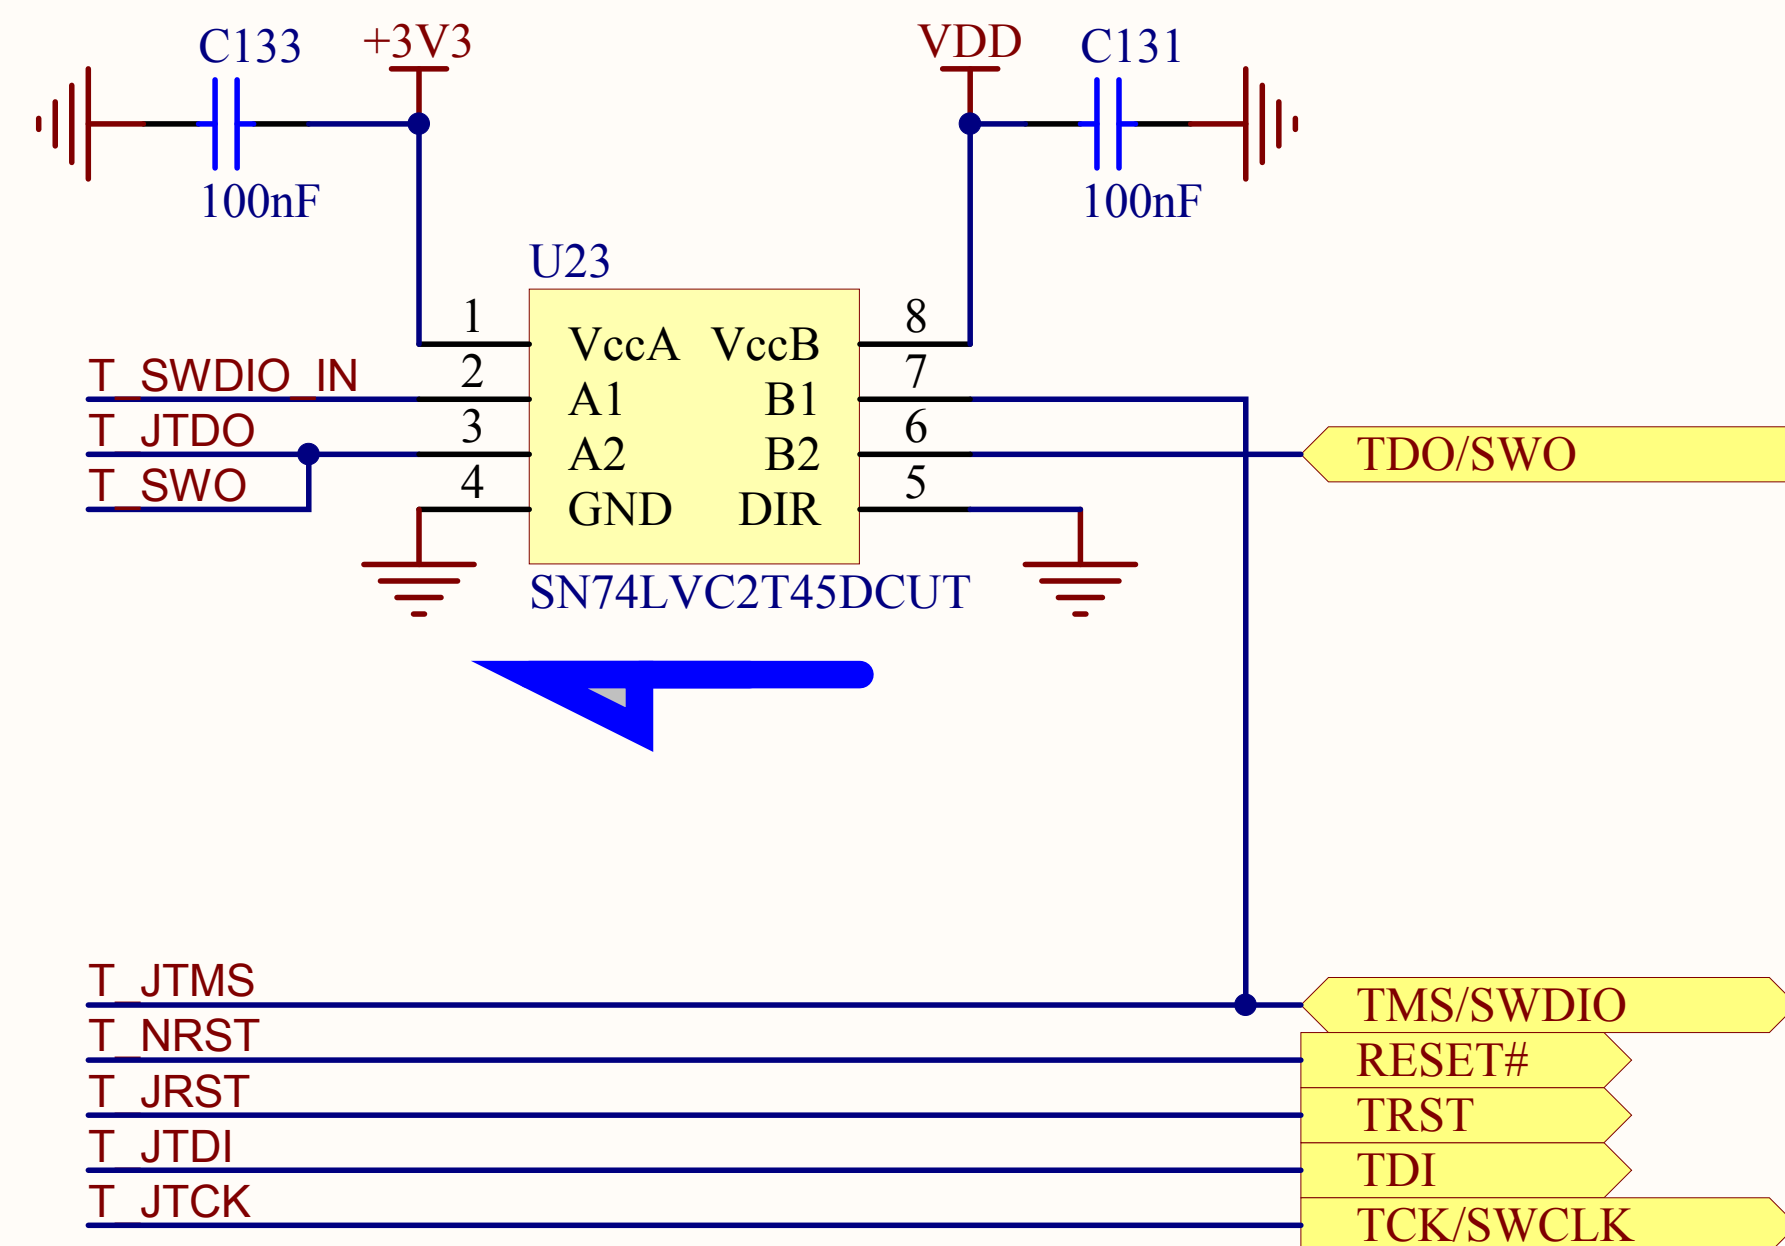 C133 +3V3 VDD C131
100nF 100nF
U23
1 8
VccA VccB
T_SWDIO_IN 2 7
A1 B1
T_JTDO 3 6
A2 B2 TDO/SWO
T_SWO 4 5
GND DIR
SN74LVC2T45DCUT
T_JTMS TMS/SWDIO
T_NRST RESET#
T_JRST TRST
T_JTDI TDI
T_JTCK TCK/SWCLK